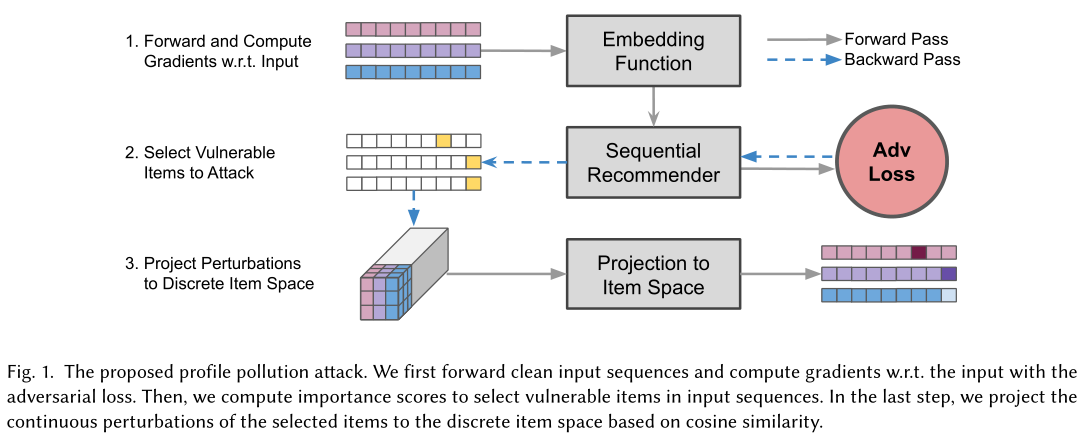 1. Forward and Compute
Gradients w.r.t. Input
Embedding
Function
Forward Pass
Backward Pass
2. Select Vulnerable
Items to Attack
Sequential
Recommender
Adv
Loss
3. Project Perturbations
to Discrete Item Space
Projection to
Item Space
Fig. 1. The proposed profile pollution attack. We first forward clean input sequences and compute gradients w.r.t. the input with the
adversarial loss. Then, we compute importance scores to select vulnerable items in input sequences. In the last step, we project the
continuous perturbations of the selected items to the discrete item space based on cosine similarity.